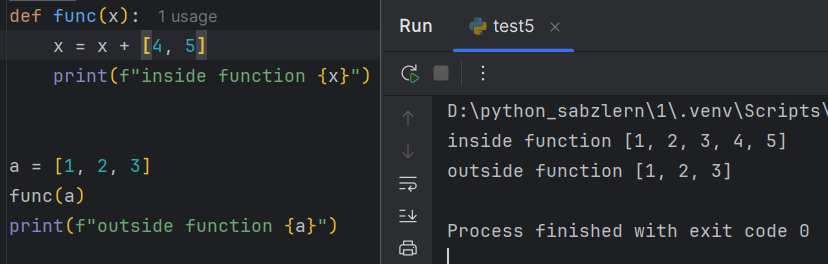 def func(x): 1 usage
    x = x + [4, 5]
    print(f"inside function {x}")
a = [1, 2, 3]
func(a)
print(f"outside function {a}")
Run test5
D:\python_sabzlern\1\.venv\Scripts\
inside function [1, 2, 3, 4, 5]
outside function [1, 2, 3]
Process finished with exit code 0